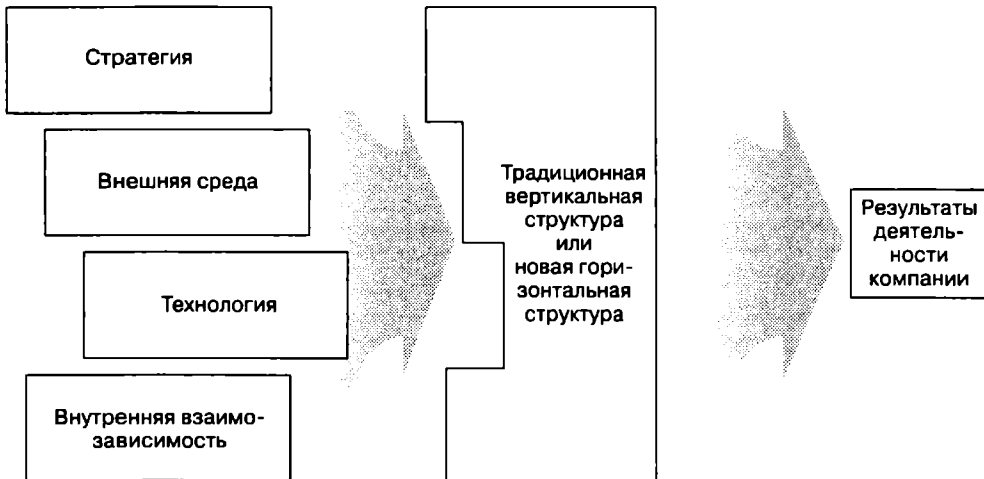 Стратегия
Внешняя среда
Технология
Внутренняя взаимо-
зависимость
Традиционная
вертикальная
структура
или
новая гори-
зонтальная
структура
Результаты
деятель-
ности
компании